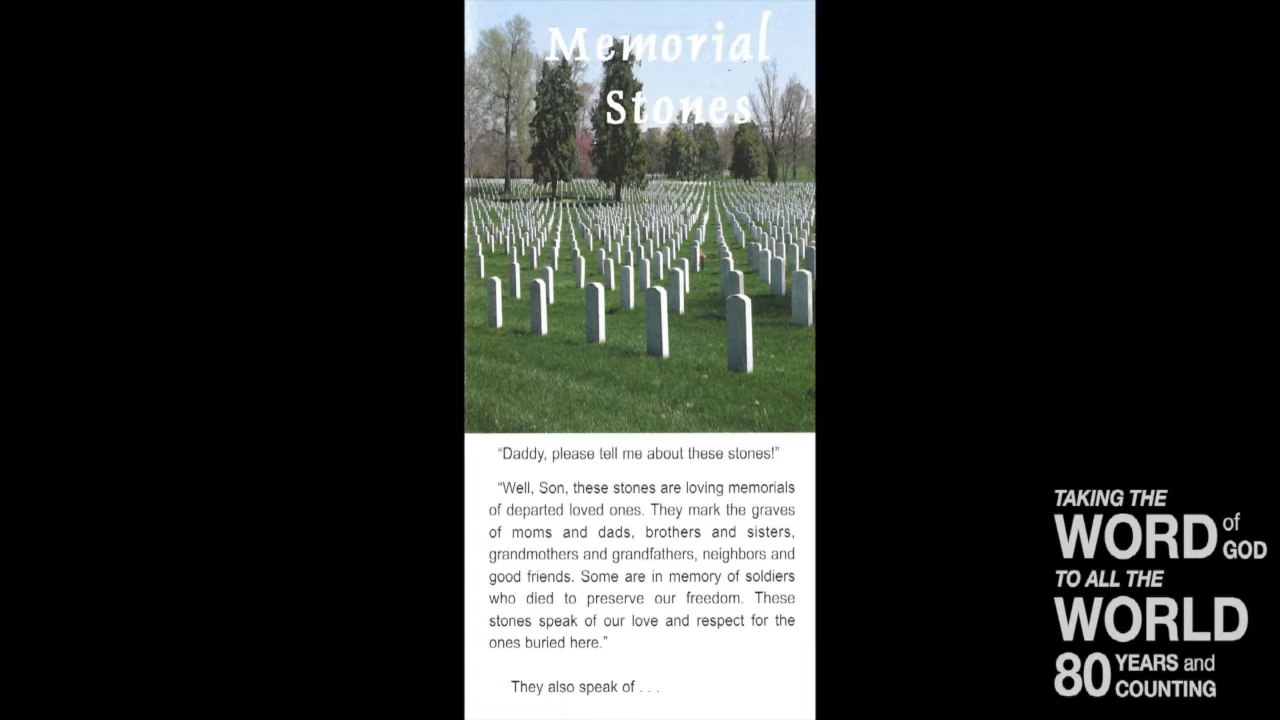 Memorial
Stones
“Daddy, please tell me about these stones!”
“Well, Son, these stones are loving memorials
of departed loved ones. They mark the graves
of moms and dads, brothers and sisters,
grandmothers and grandfathers, neighbors and
good friends. Some are in memory of soldiers
who died to preserve our freedom. These
stones speak of our love and respect for the
ones buried here.”
They also speak of . . .
TAKING THE
WORD of GOD
TO ALL THE
WORLD
80 YEARS and
COUNTING